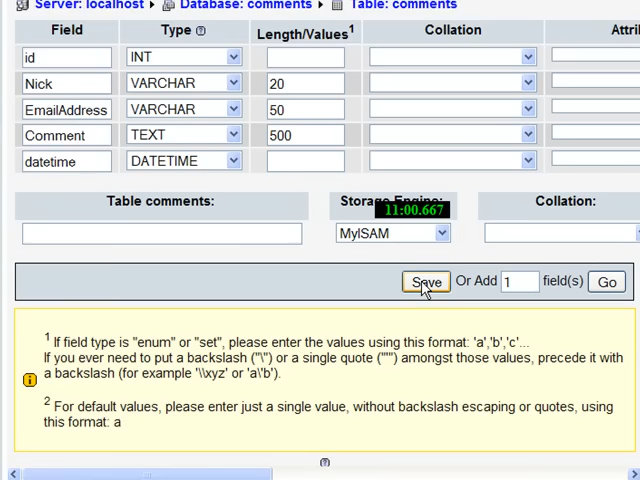 Server: localhost ▸ Database: comments ▸ Table: comments
Field Type Length/Values1 Collation Attri
id INT
Nick VARCHAR 20
EmailAddress VARCHAR 50
Comment TEXT 500
datetime DATETIME
Table comments: Storage Engine: Collation:
11:00.667
MyISAM
Save Or Add 1 field(s) Go
1 If field type is "enum" or "set", please enter the values using this format: 'a','b','c'...
If you ever need to put a backslash ("\") or a single quote ("'") amongst those values, precede it with
a backslash (for example '\\xyz' or 'a\'b').
2 For default values, please enter just a single value, without backslash escaping or quotes, using
this format: a